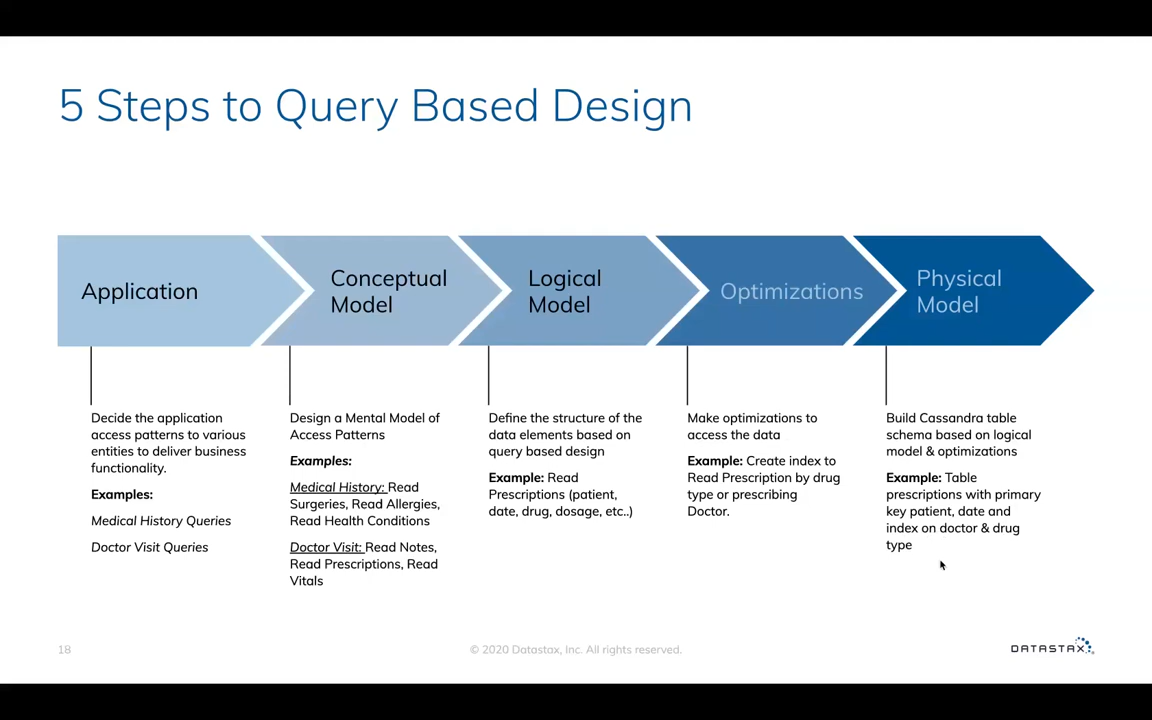 5 Steps to Query Based Design
Application
Conceptual
Model
Logical
Model
Optimizations
Physical
Model
Decide the application
access patterns to various
entities to deliver business
functionality.
Examples:
Medical History Queries
Doctor Visit Queries
Design a Mental Model of
Access Patterns
Examples:
Medical History: Read
Surgeries, Read Allergies,
Read Health Conditions
Doctor Visit: Read Notes,
Read Prescriptions, Read
Vitals
Define the structure of the
data elements based on
query based design
Example: Read
Prescriptions (patient,
date, drug, dosage, etc..)
Make optimizations to
access the data
Example: Create index to
Read Prescription by drug
type or prescribing
Doctor.
Build Cassandra table
schema based on logical
model & optimizations
Example: Table
prescriptions with primary
key patient, date and
index on doctor & drug
type
18
© 2020 Datastax, Inc. All rights reserved.
DATASTAX